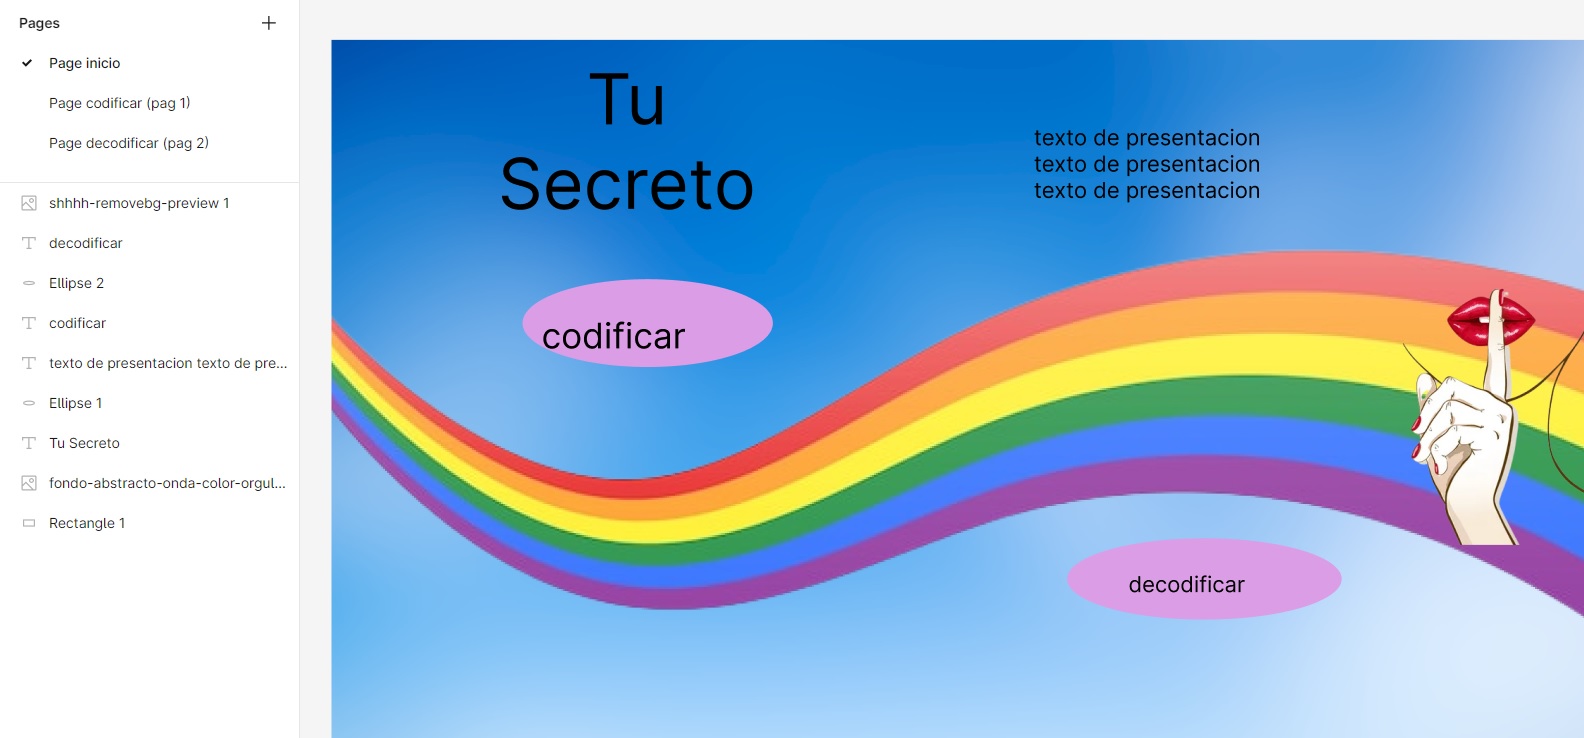 Pages
Page inicio
Page codificar (pag 1)
Page decodificar (pag 2)
shhhh-removebg-preview 1
decodificar
Ellipse 2
codificar
texto de presentacion texto de pre...
Ellipse 1
Tu Secreto
fondo-abstracto-onda-color-orgul...
Rectangle 1
Tu
Secreto
texto de presentacion
texto de presentacion
texto de presentacion
codificar
decodificar